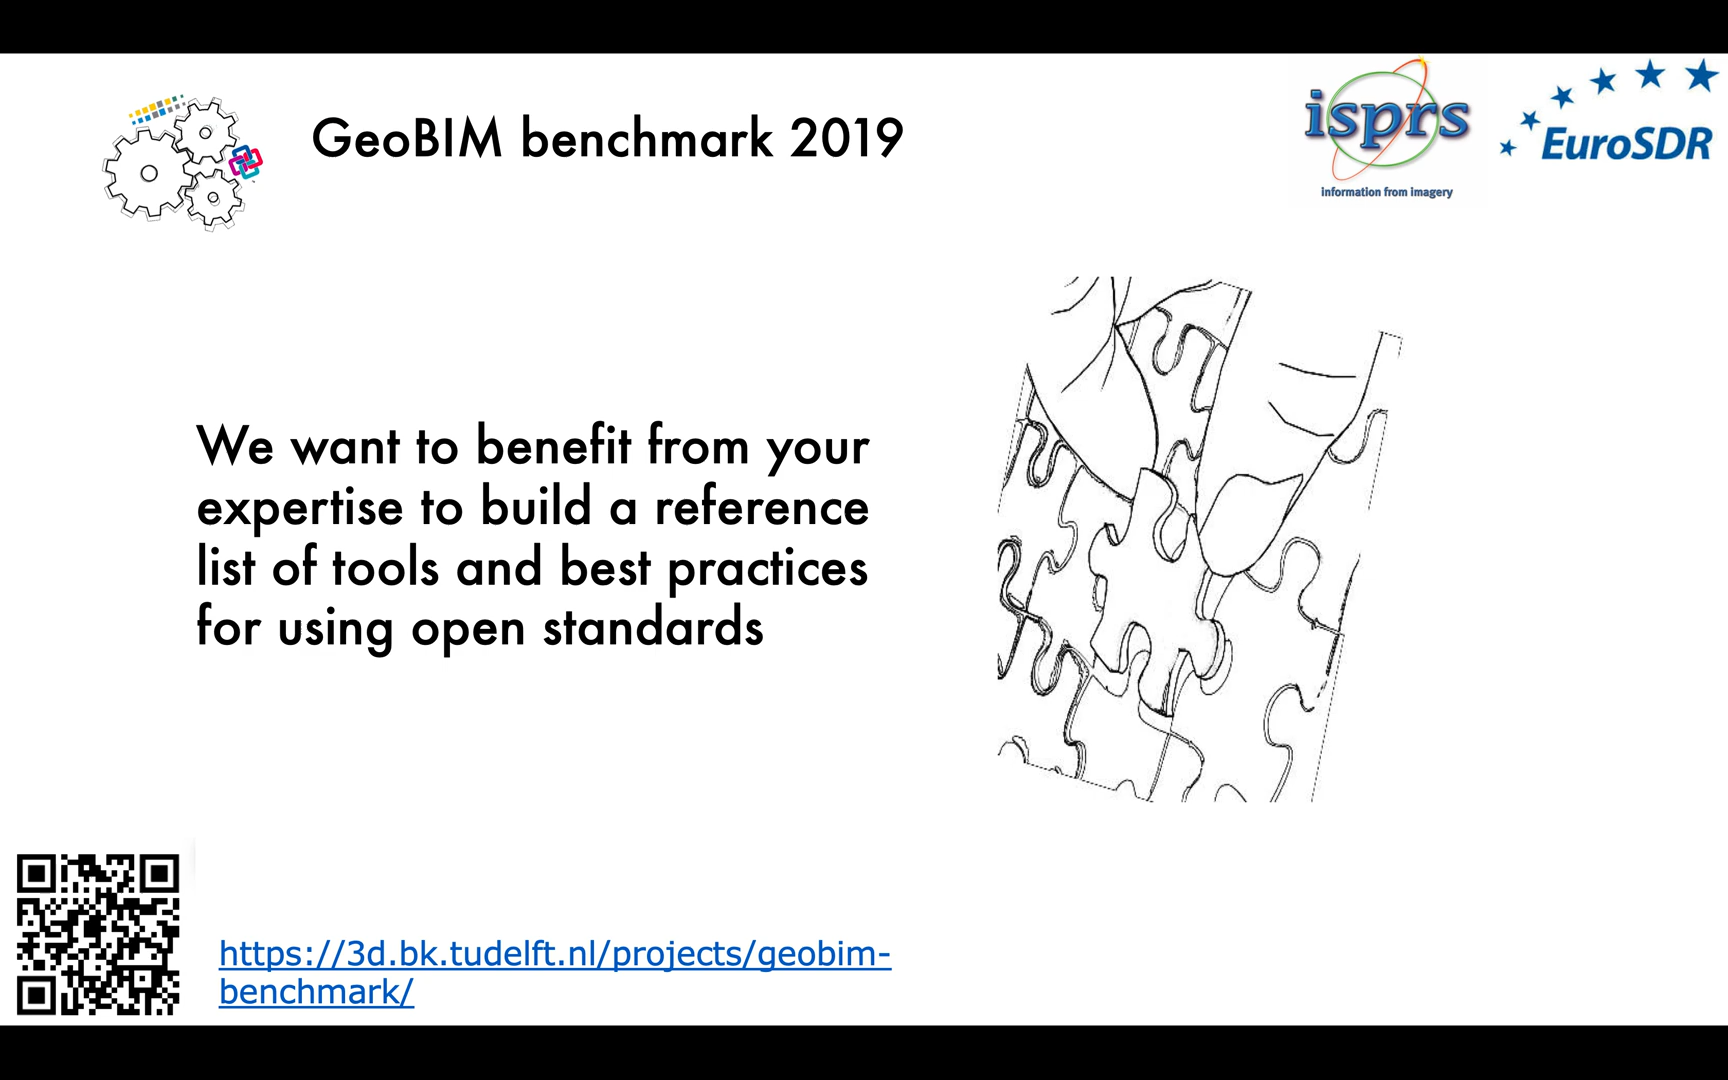 GeoBIM benchmark 2019
isprs
information from imagery
EuroSDR
We want to benefit from your
expertise to build a reference
list of tools and best practices
for using open standards
https://3d.bk.tudelft.nl/projects/geobim-
benchmark/